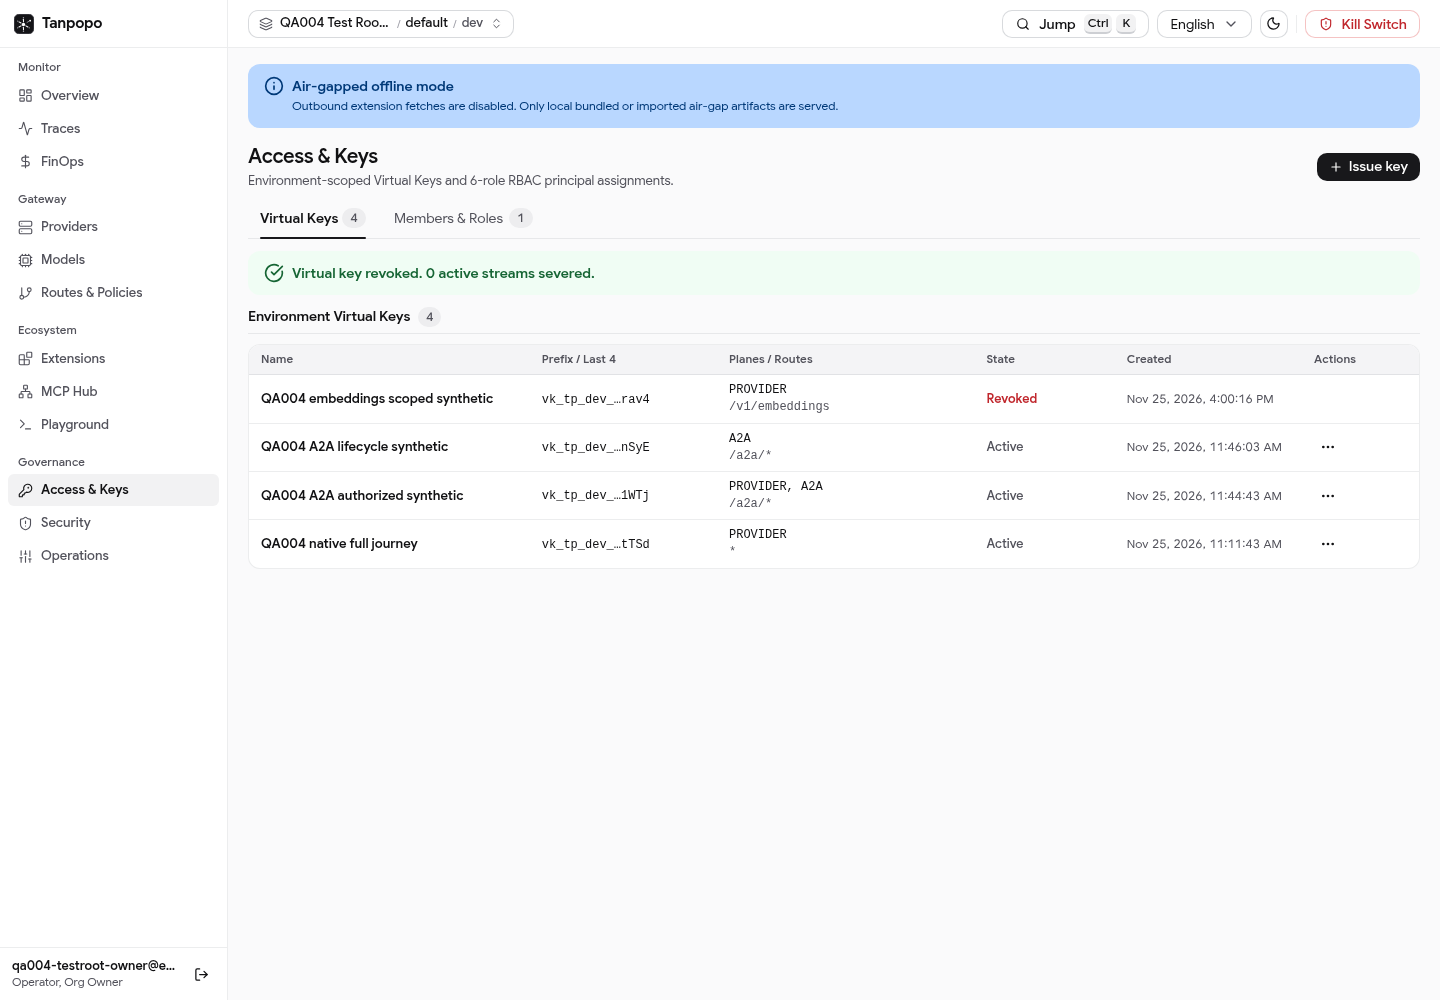 Tanpopo
QA004 Test Roo... / default / dev
Jump Ctrl K
English
Kill Switch
Monitor
Overview
Traces
FinOps
Gateway
Providers
Models
Routes & Policies
Ecosystem
Extensions
MCP Hub
Playground
Governance
Access & Keys
Security
Operations
qa004-testroot-owner@e...
Operator, Org Owner
Air-gapped offline mode
Outbound extension fetches are disabled. Only local bundled or imported air-gap artifacts are served.
Access & Keys
Environment-scoped Virtual Keys and 6-role RBAC principal assignments.
+ Issue key
Virtual Keys 4
Members & Roles 1
Virtual key revoked. 0 active streams severed.
Environment Virtual Keys 4
Name Prefix / Last 4 Planes / Routes State Created Actions
QA004 embeddings scoped synthetic vk_tp_dev_…rav4 PROVIDER Revoked Nov 25, 2026, 4:00:16 PM
/v1/embeddings
QA004 A2A lifecycle synthetic vk_tp_dev_…nSyE A2A Active Nov 25, 2026, 11:46:03 AM ...
/a2a/*
QA004 A2A authorized synthetic vk_tp_dev_…1WTj PROVIDER, A2A Active Nov 25, 2026, 11:44:43 AM ...
/a2a/*
QA004 native full journey vk_tp_dev_…tTSd PROVIDER Active Nov 25, 2026, 11:11:43 AM ...
*